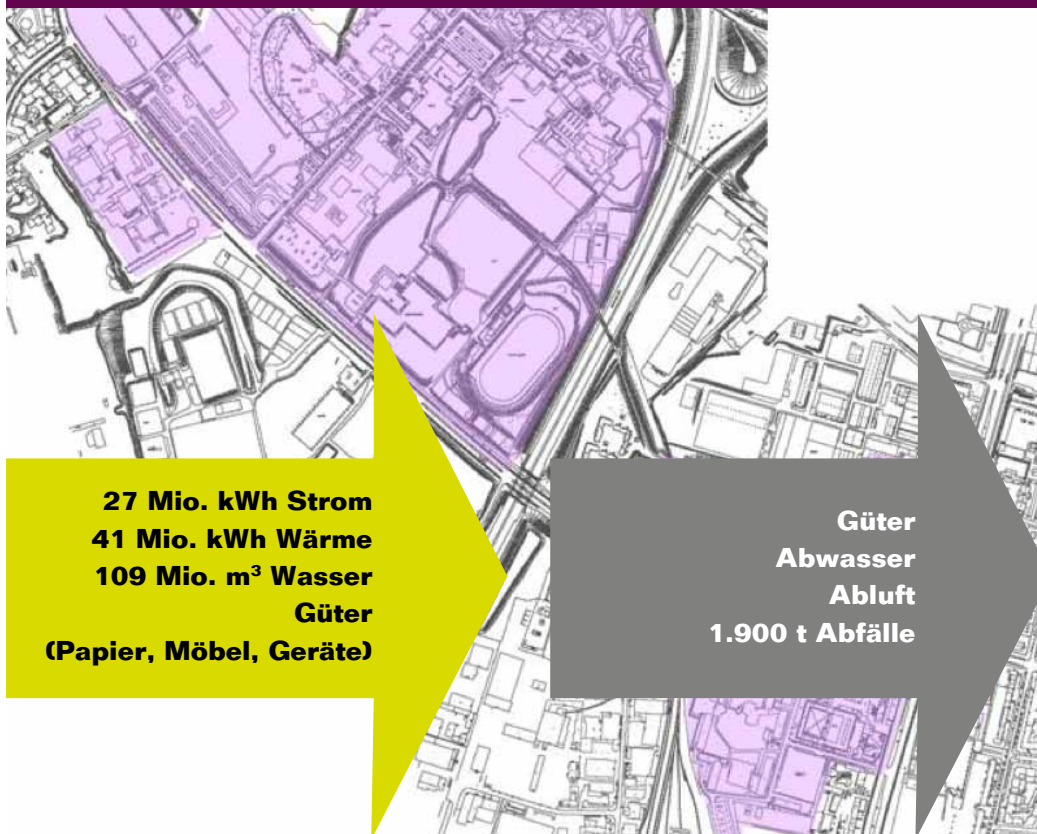 27 Mio. kWh Strom
41 Mio. kWh Wärme
109 Mio. m³ Wasser
Güter
(Papier, Möbel, Geräte)
Güter
Abwasser
Abluft
1.900 t Abfälle